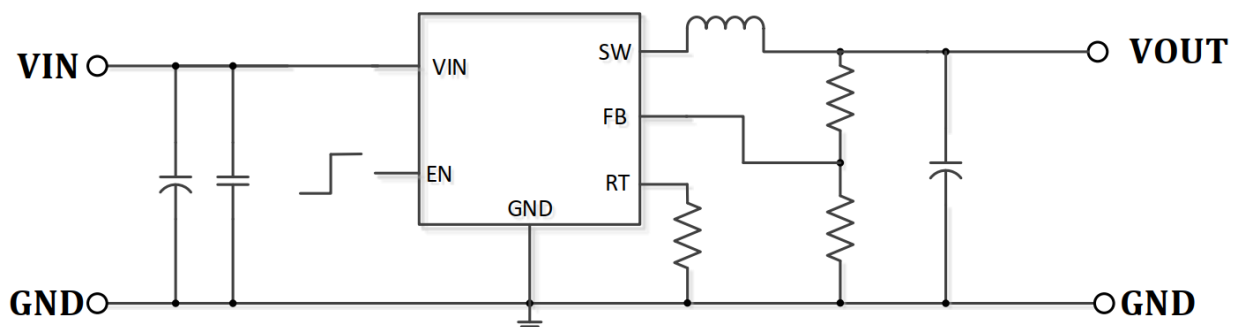 VIN
VIN
SW
VOUT
FB
EN
RT
GND
GND
GND